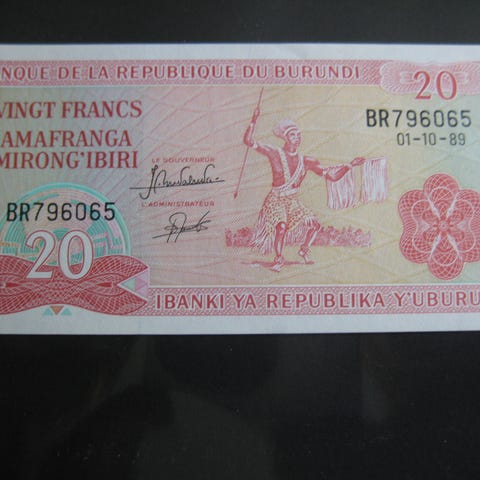 NQUE DE LA REPUBLIQUE DU BURUNDI 20
VINGT FRANCS
AMAFRANGA
MIRONG'IBIRI
BR796065
01-10-89
LE GOUVERNEUR
L'ADMINISTRATEUR
BR796065
20
IBANKI YA REPUBLIKA Y'UBURU